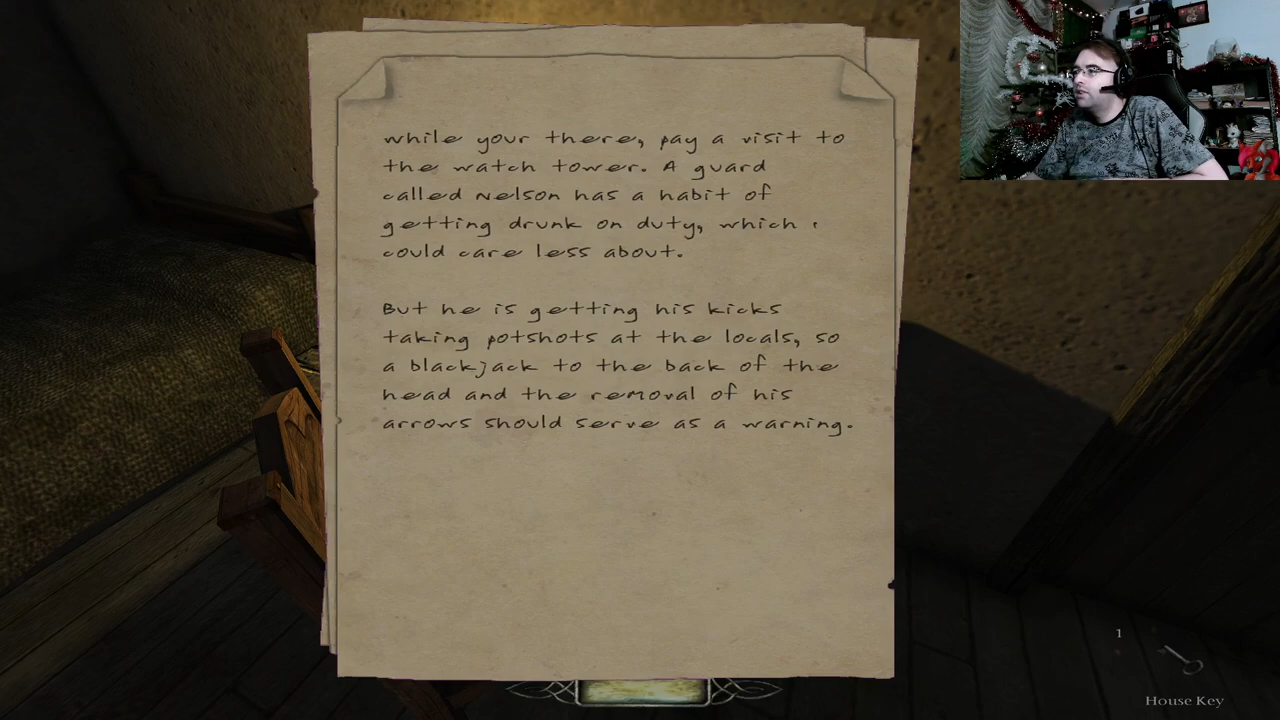 while your there, pay a visit to
the watch tower. A guard
called Nelson has a habit of
getting drunk on duty, which i
could care less about.
But he is getting his kicks
taking potshots at the locals, so
a blackjack to the back of the
head and the removal of his
arrows should serve as a warning.
1
House Key